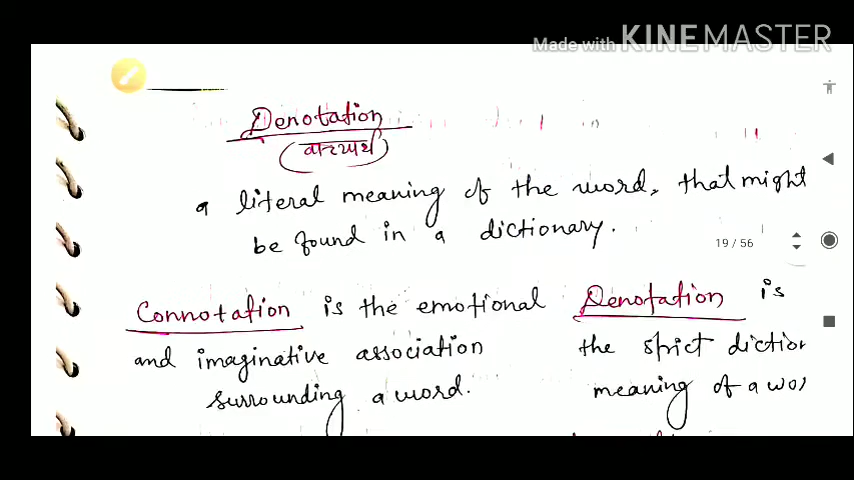 Made with KINEMASTER
Denotation
(वाच्यार्थ)
a literal meaning of the word, that might
be found in a dictionary.
19 / 56
Connotation is the emotional
and imaginative association
surrounding a word.
Denotation is
the strict diction
meaning of a wor